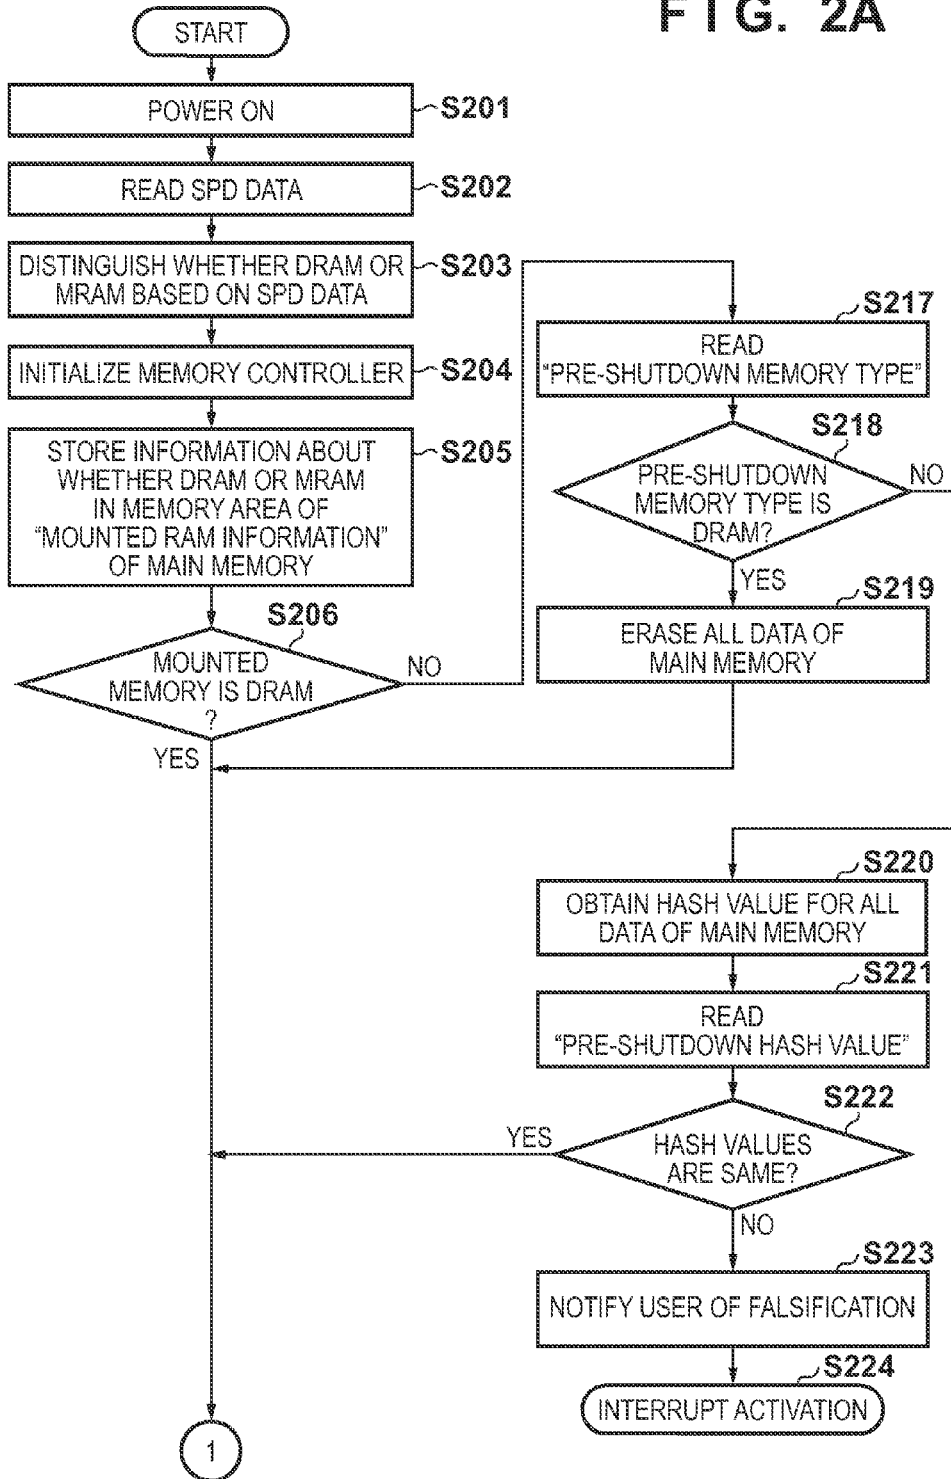 FIG. 2A
START
POWER ON
S201
READ SPD DATA
S202
DISTINGUISH WHETHER DRAM OR
MRAM BASED ON SPD DATA
S203
INITIALIZE MEMORY CONTROLLER
S204
STORE INFORMATION ABOUT
WHETHER DRAM OR MRAM
IN MEMORY AREA OF
"MOUNTED RAM INFORMATION"
OF MAIN MEMORY
S205
S206
MOUNTED
MEMORY IS DRAM
?
NO
YES
S217
READ
"PRE-SHUTDOWN MEMORY TYPE"
S218
PRE-SHUTDOWN
MEMORY TYPE IS
DRAM?
NO
YES
S219
ERASE ALL DATA OF
MAIN MEMORY
S220
OBTAIN HASH VALUE FOR ALL
DATA OF MAIN MEMORY
S221
READ
"PRE-SHUTDOWN HASH VALUE"
S222
HASH VALUES
ARE SAME?
YES
NO
S223
NOTIFY USER OF FALSIFICATION
S224
INTERRUPT ACTIVATION
1